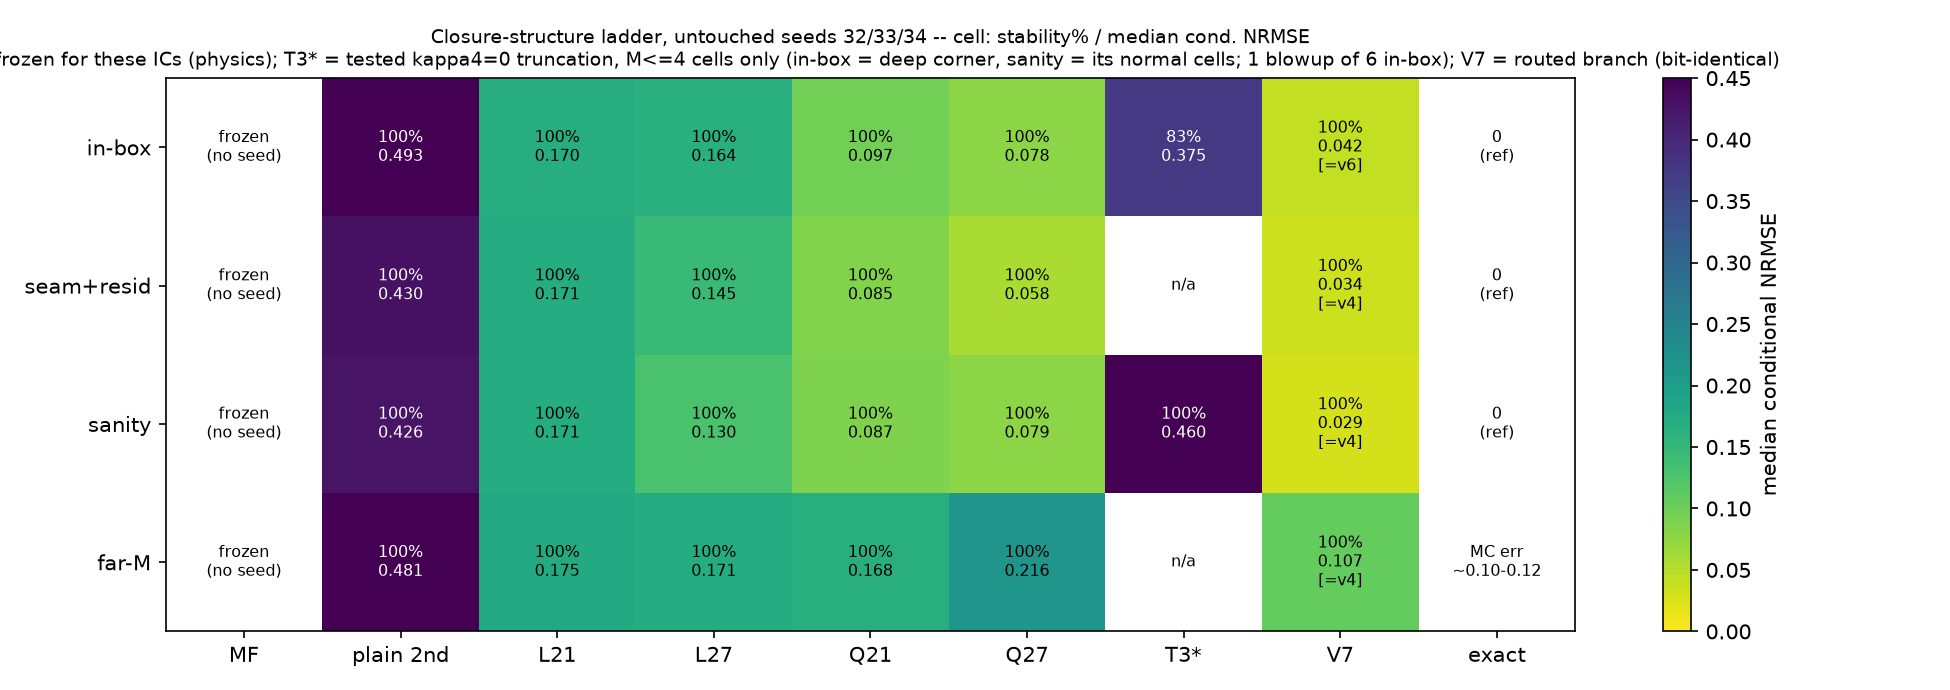 Closure-structure ladder, untouched seeds 32/33/34 -- cell: stability% / median cond. NRMSE
frozen for these ICs (physics); T3* = tested kappa4=0 truncation, M<=4 cells only (in-box = deep corner, sanity = its normal cells; 1 blowup of 6 in-box); V7 = routed branch (bit-identical)
in-box
frozen
(no seed)
100%
0.493
100%
0.170
100%
0.164
100%
0.097
100%
0.078
83%
0.375
100%
0.042
[=v6]
0
(ref)
seam+resid
frozen
(no seed)
100%
0.430
100%
0.171
100%
0.145
100%
0.085
100%
0.058
n/a
100%
0.034
[=v4]
0
(ref)
sanity
frozen
(no seed)
100%
0.426
100%
0.171
100%
0.130
100%
0.087
100%
0.079
100%
0.460
100%
0.029
[=v4]
0
(ref)
far-M
frozen
(no seed)
100%
0.481
100%
0.175
100%
0.171
100%
0.168
100%
0.216
n/a
100%
0.107
[=v4]
MC err
~0.10-0.12
MF
plain 2nd
L21
L27
Q21
Q27
T3*
V7
exact
0.45
0.40
0.35
0.30
0.25
0.20
0.15
0.10
0.05
0.00
median conditional NRMSE